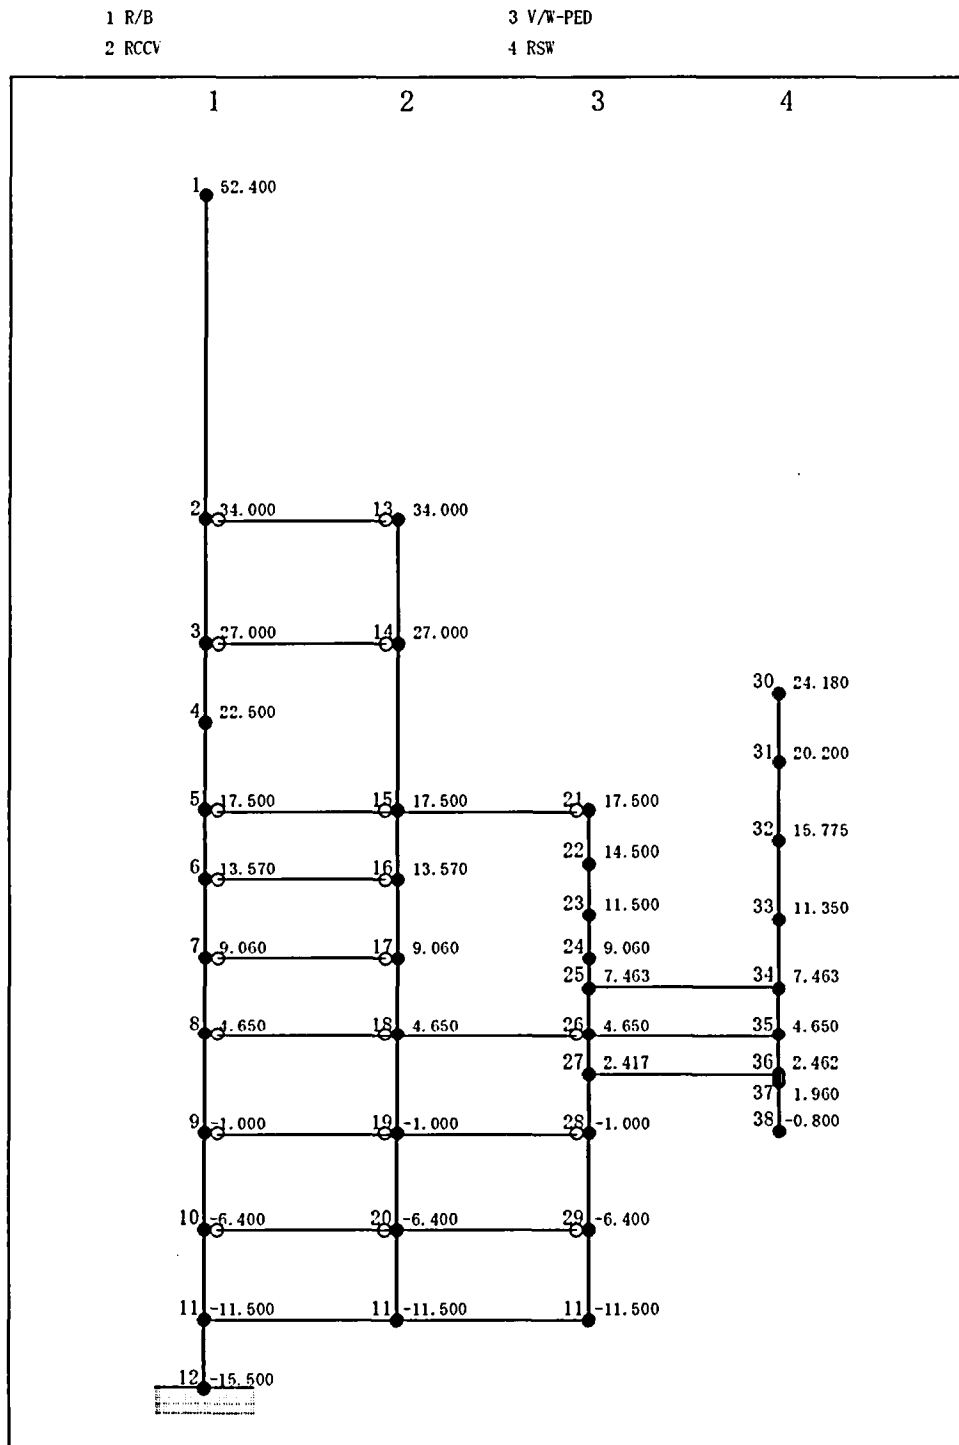 1 R/B 3 V/W-PED
2 RCCV 4 RSW
1 2 3 4
1 52.400
2 34.000 13 34.000
3 27.000 14 27.000
30 24.180
4 22.500
31 20.200
5 17.500 15 17.500 21 17.500
32 15.775
22 14.500
6 13.570 16 13.570
23 11.500 33 11.350
7 9.060 17 9.060 24 9.060
25 7.463 34 7.463
8 4.650 18 4.650 26 4.650 35 4.650
27 2.417 36 2.462
37 1.960
9 -1.000 19 -1.000 28 -1.000 38 -0.800
10 -6.400 20 -6.400 29 -6.400
11 -11.500 11 -11.500 11 -11.500
12 -15.500